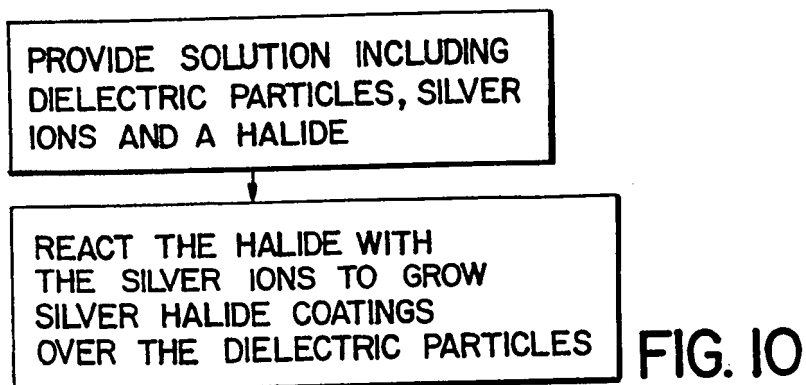 PROVIDE SOLUTION INCLUDING
DIELECTRIC PARTICLES, SILVER
IONS AND A HALIDE
REACT THE HALIDE WITH
THE SILVER IONS TO GROW
SILVER HALIDE COATINGS
OVER THE DIELECTRIC PARTICLES
FIG. 10